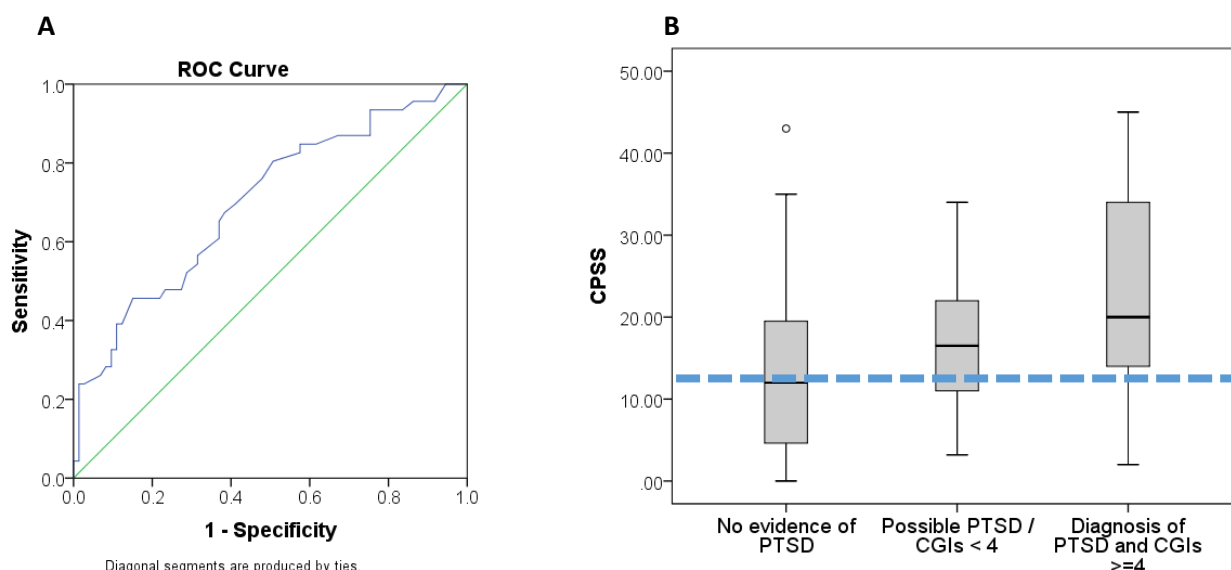 A
ROC Curve
1.0
0.8
0.6
0.4
0.2
0.0
Sensitivity
0.0 0.2 0.4 0.6 0.8 1.0
1 - Specificity
Diagonal segments are produced by ties.
B
50.00
40.00
30.00
20.00
10.00
.00
CPSS
No evidence of
PTSD
Possible PTSD /
CGIs < 4
Diagnosis of
PTSD and CGIs
>=4